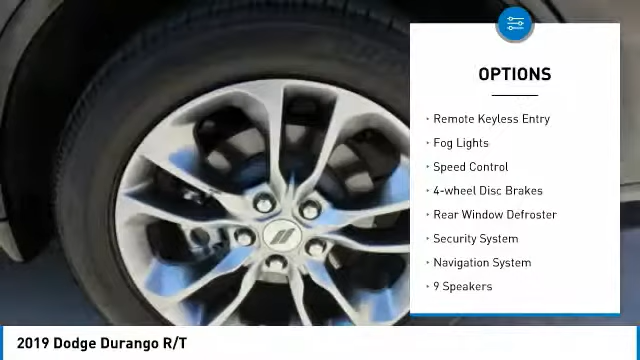 OPTIONS
• Remote Keyless Entry
• Fog Lights
• Speed Control
• 4-wheel Disc Brakes
• Rear Window Defroster
• Security System
• Navigation System
• 9 Speakers
2019 Dodge Durango R/T